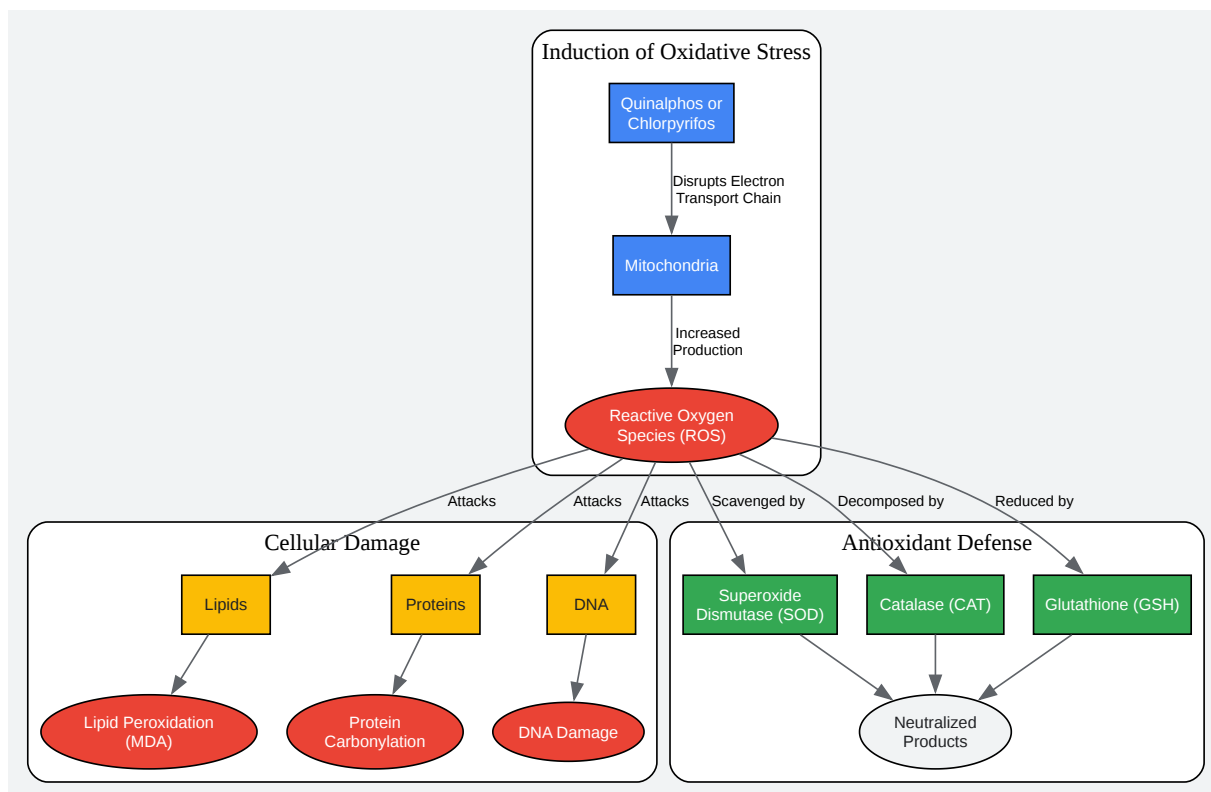 Induction of Oxidative Stress
Quinalphos or
Chlorpyrifos
Disrupts Electron
Transport Chain
Mitochondria
Increased
Production
Reactive Oxygen
Species (ROS)
Attacks
Attacks
Attacks
Scavenged by
Decomposed by
Reduced by
Cellular Damage
Lipids
Proteins
DNA
Lipid Peroxidation
(MDA)
Protein
Carbonylation
DNA Damage
Antioxidant Defense
Superoxide
Dismutase (SOD)
Catalase (CAT)
Glutathione (GSH)
Neutralized
Products